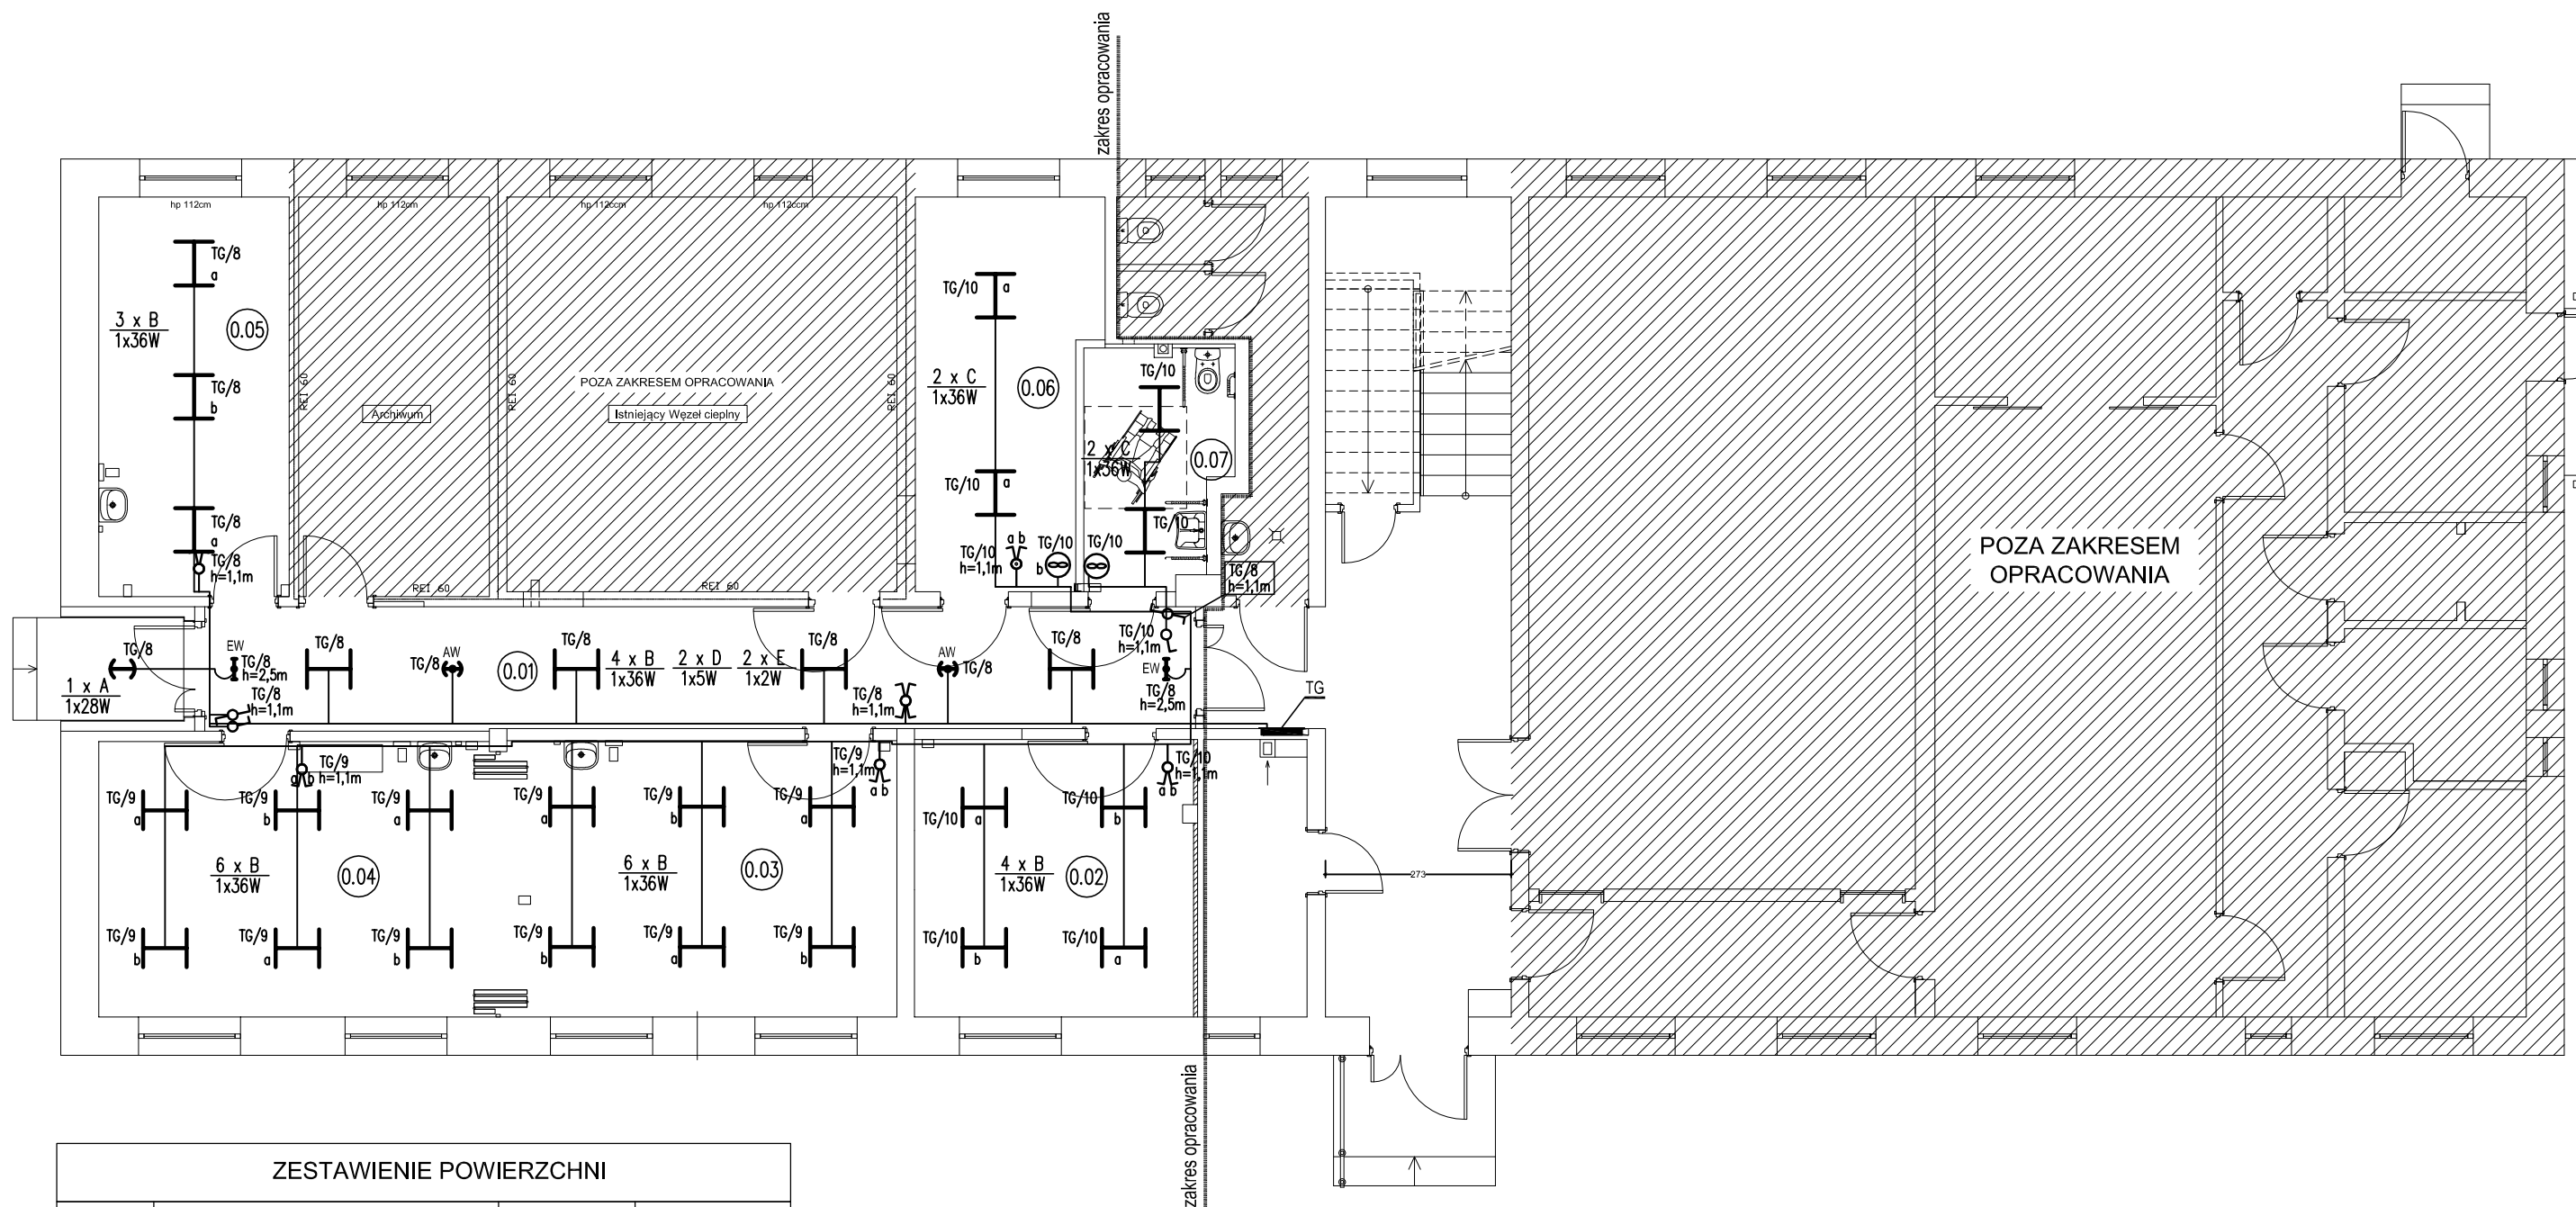 zakres opracowania
hp 112cm
hp 112cm
hp 112ccm
hp 112ccm
TG/8
a
3 x B
1x36W
0.05
TG/8
b
TG/8
a
TG/8
h=1,1m
REI 60
Archiwum
REI 60
POZA ZAKRESEM OPRACOWANIA
Istniejący Węzeł cieplny
REI 60
REI 60
TG/10
a
2 x C
1x36W
0.06
TG/10
a
TG/10
h=1,1m
a b
TG/10
b
TG/10
TG/10
2 x C
1x36W
0.07
TG/10
TG/8
h=1,1m
POZA ZAKRESEM
OPRACOWANIA
TG/8
1 x A
1x28W
EW
TG/8
h=2,5m
TG/8
h=1,1m
TG/8
AW
TG/8
0.01
TG/8
4 x B
1x36W
2 x D
1x5W
2 x E
1x2W
TG/8
TG/8
h=1,1m
AW
TG/8
TG/8
TG/10
h=1,1m
EW
TG/8
h=2,5m
TG
TG/9
h=1,1m
a b
TG/9
h=1,1m
a b
TG/10
h=1,1m
a b
TG/9
a
TG/9
b
TG/9
a
TG/9
a
TG/9
b
TG/9
a
TG/10
a
TG/10
b
6 x B
1x36W
0.04
6 x B
1x36W
0.03
4 x B
1x36W
0.02
273
TG/9
b
TG/9
a
TG/9
b
TG/9
b
TG/9
a
TG/9
b
TG/10
b
TG/10
a
zakres opracowania
ZESTAWIENIE POWIERZCHNI